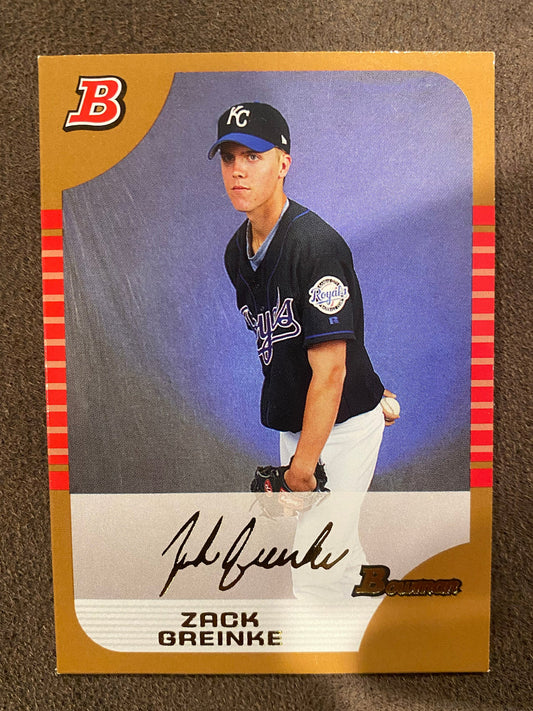 B
KC
Royals
Royals
R
Zack Greinke
Bowman
ZACK
GREINKE